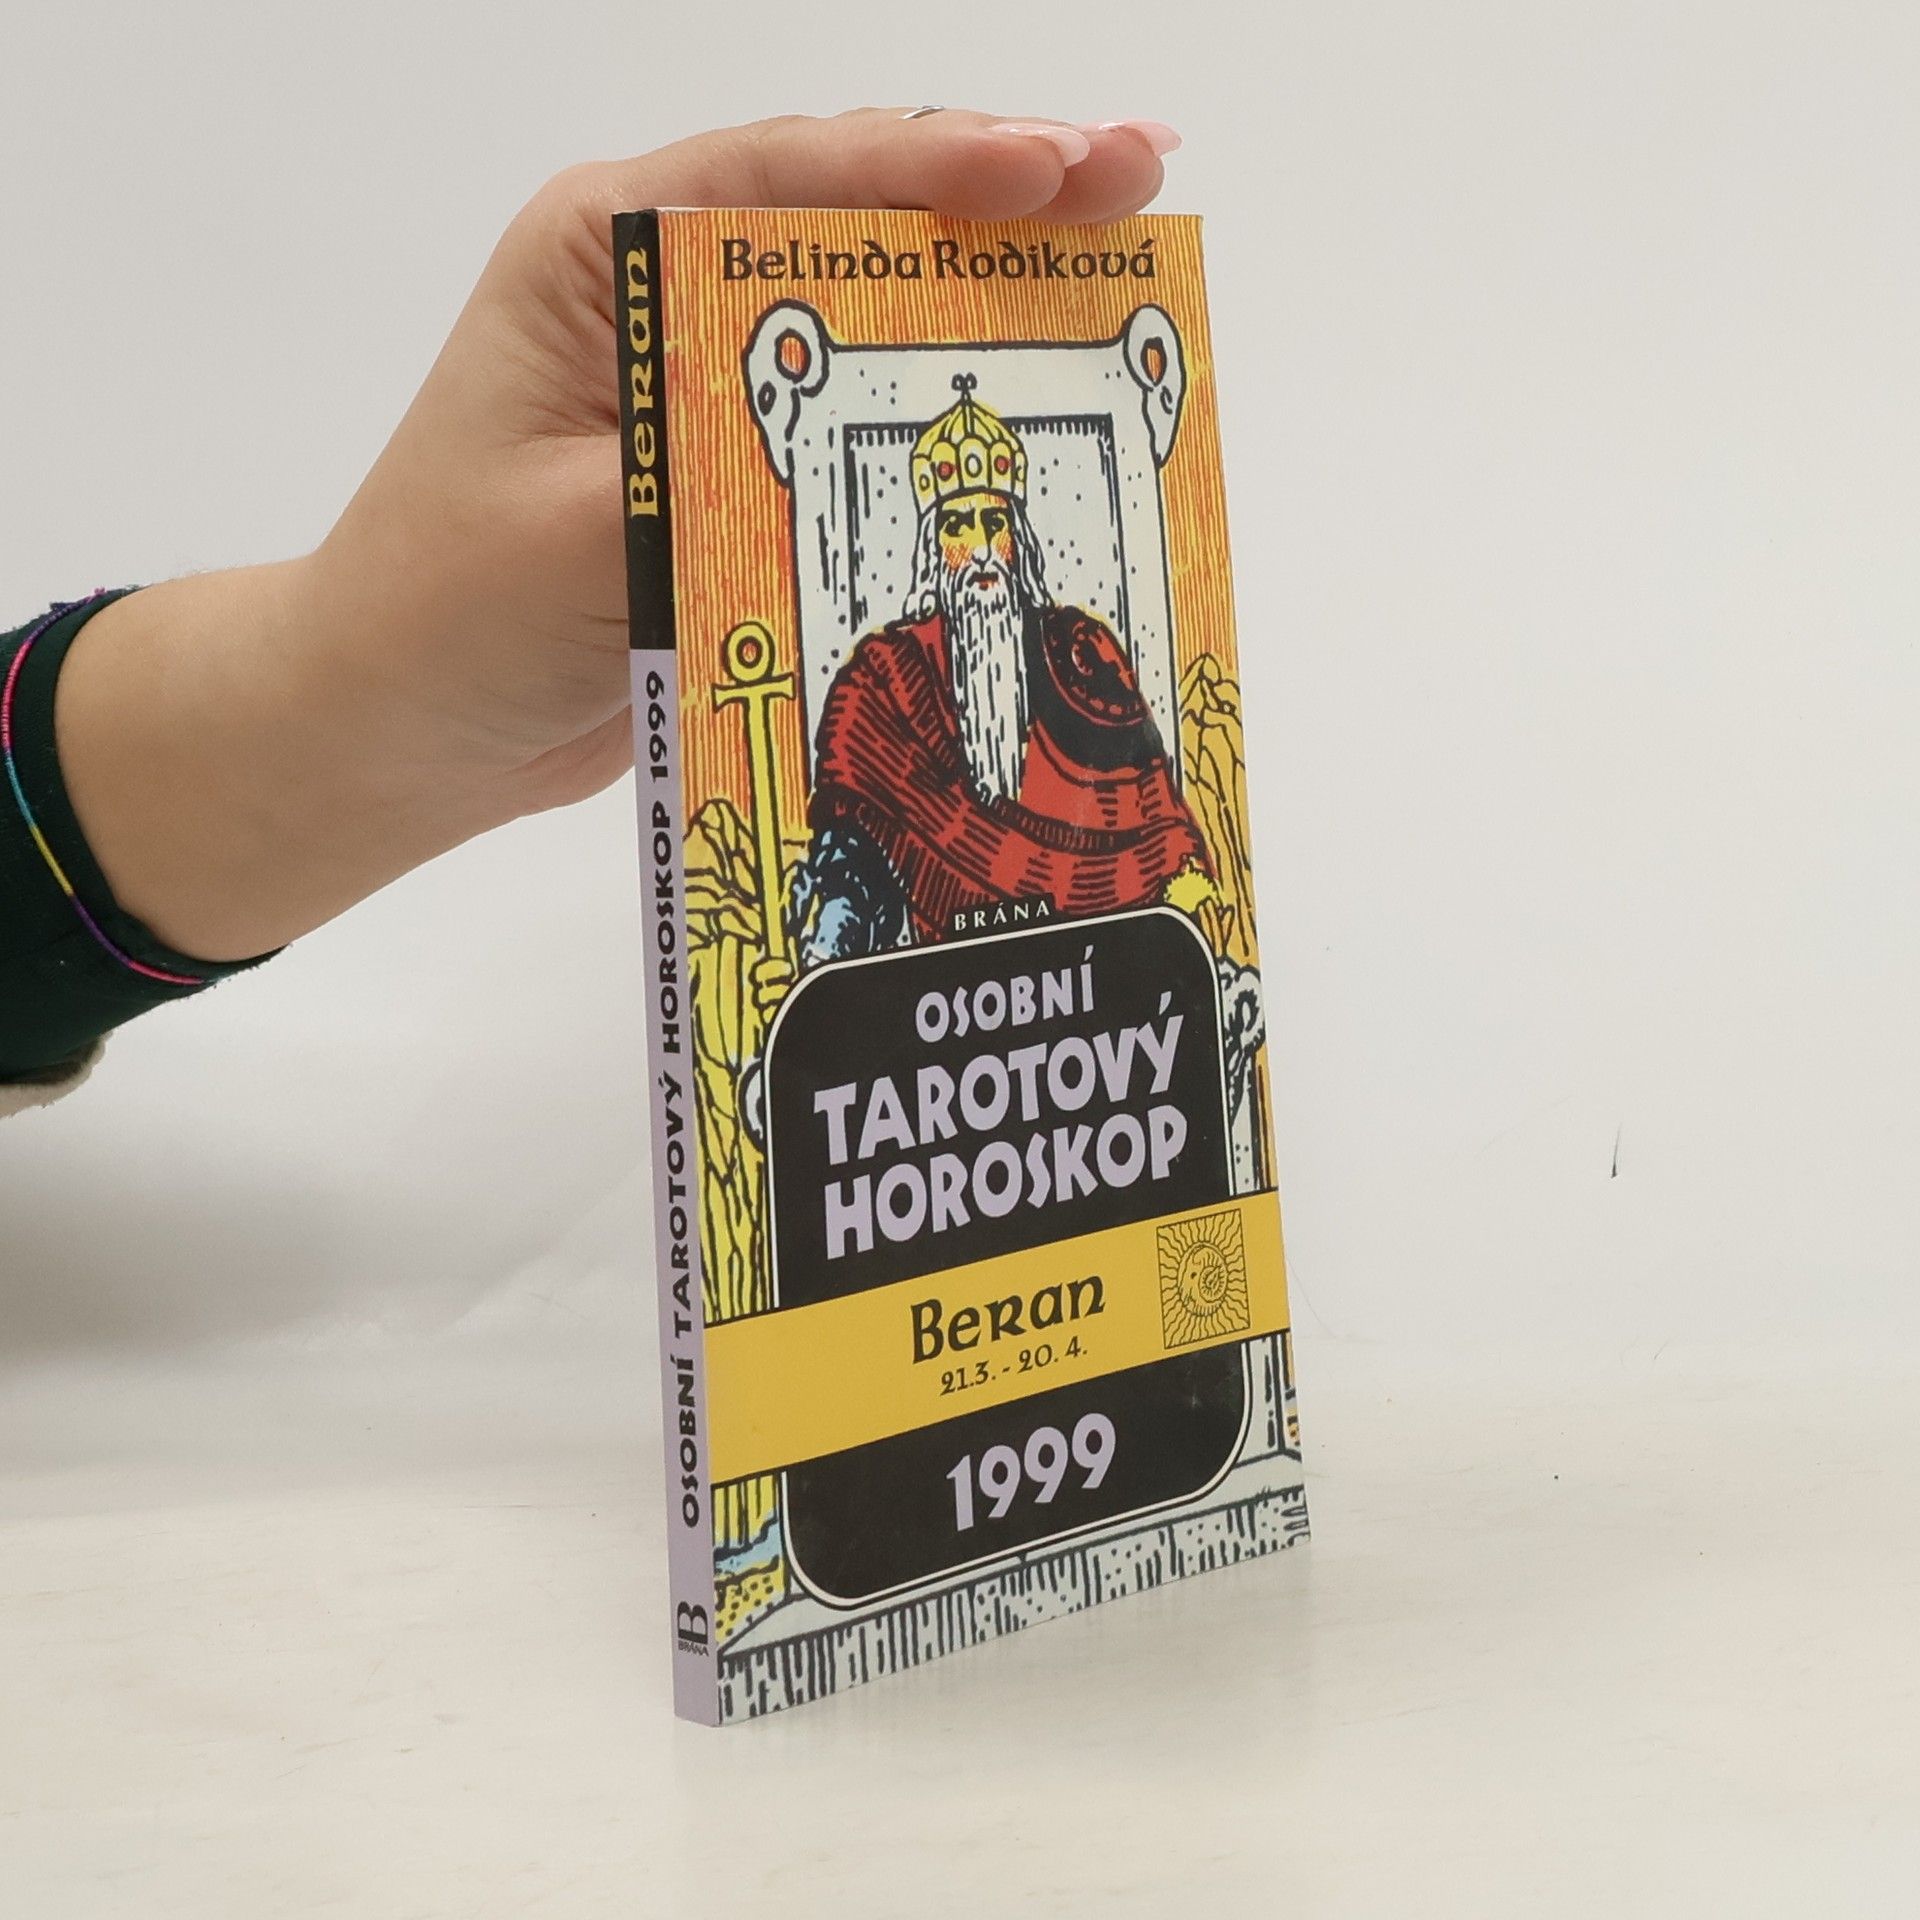 Belinda Rodiková
BRÁNA
OSOBNÍ
TAROTOVÝ
HOROSKOP
Beran
21.3. - 20. 4.
1999
Beran
OSOBNÍ TAROTOVÝ HOROSKOP 1999
B
BRÁNA